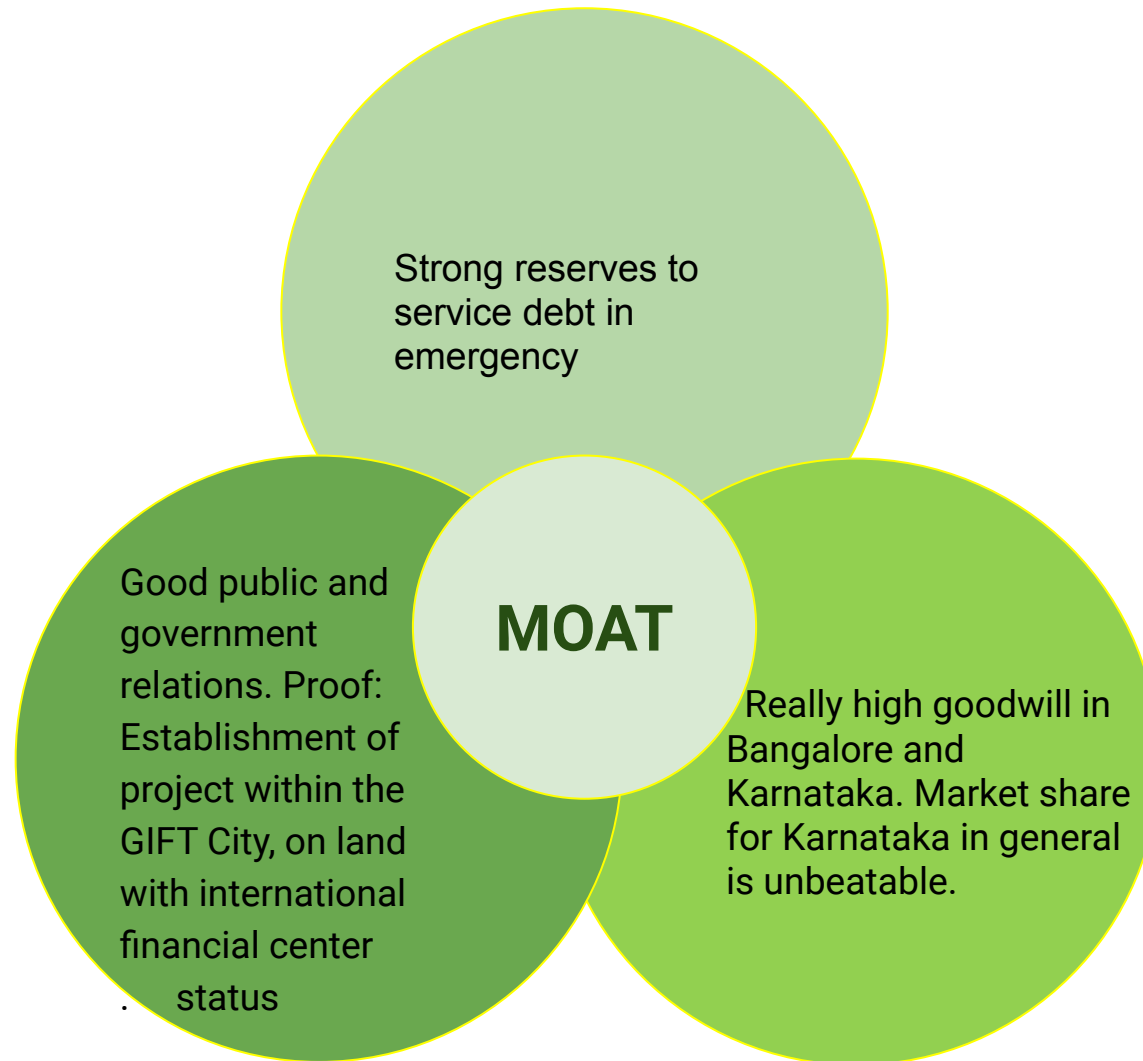 Strong reserves to
service debt in
emergency
Good public and
government
relations. Proof:
Establishment of
project within the
GIFT City, on land
with international
financial center
. status
MOAT
Really high goodwill in
Bangalore and
Karnataka. Market share
for Karnataka in general
is unbeatable.